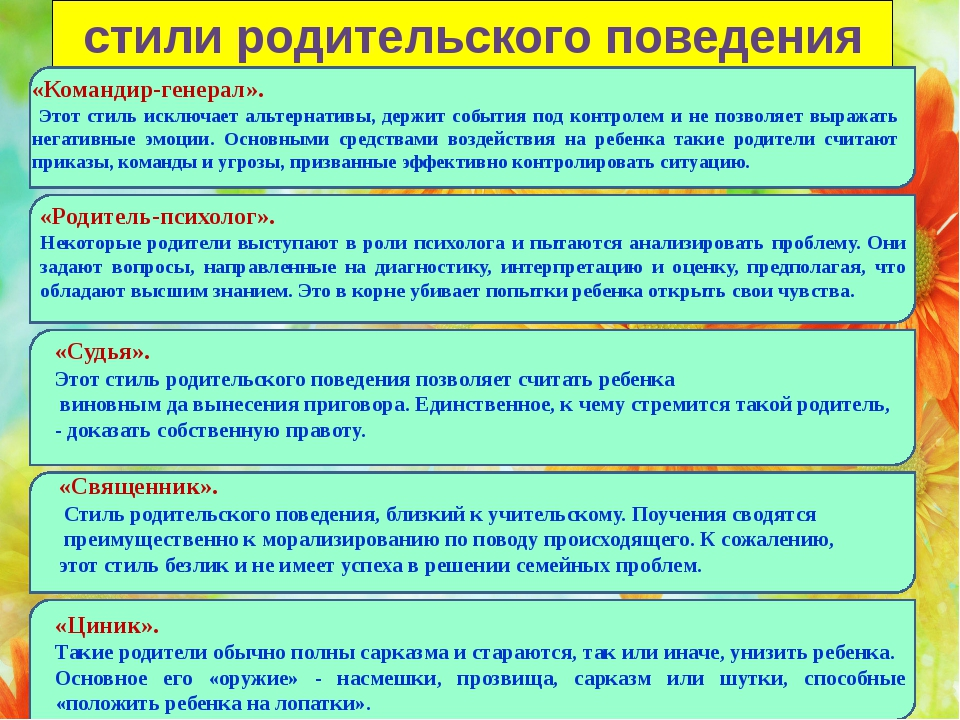 стили родительского поведения
«Командир-генерал».
Этот стиль исключает альтернативы, держит события под контролем и не позволяет выражать
негативные эмоции. Основными средствами воздействия на ребенка такие родители считают
приказы, команды и угрозы, призванные эффективно контролировать ситуацию.
«Родитель-психолог».
Некоторые родители выступают в роли психолога и пытаются анализировать проблему. Они
задают вопросы, направленные на диагностику, интерпретацию и оценку, предполагая, что
обладают высшим знанием. Это в корне убивает попытки ребенка открыть свои чувства.
«Судья».
Этот стиль родительского поведения позволяет считать ребенка
виновным да вынесения приговора. Единственное, к чему стремится такой родитель,
- доказать собственную правоту.
«Священник».
Стиль родительского поведения, близкий к учительскому. Поучения сводятся
преимущественно к морализированию по поводу происходящего. К сожалению,
этот стиль безлик и не имеет успеха в решении семейных проблем.
«Циник».
Такие родители обычно полны сарказма и стараются, так или иначе, унизить ребенка.
Основное его «оружие» - насмешки, прозвища, сарказм или шутки, способные
«положить ребенка на лопатки».